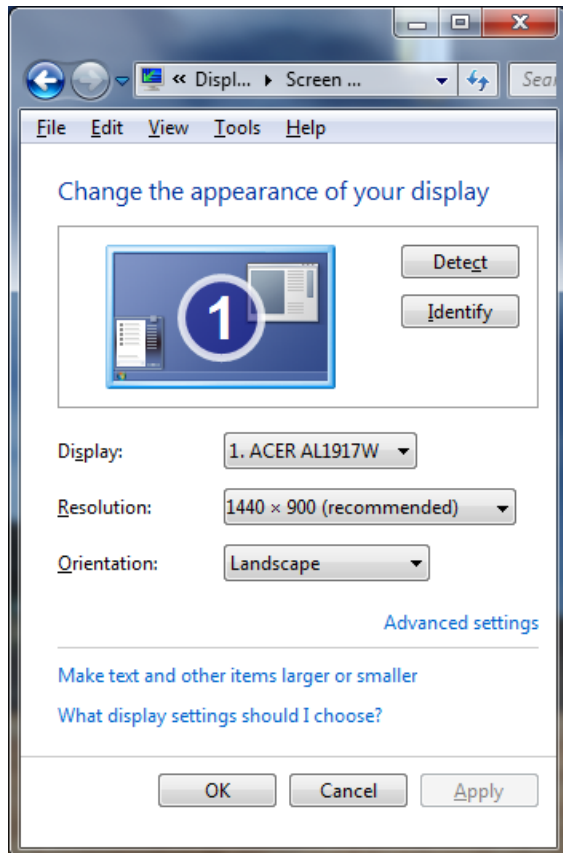 « Displ... ▸ Screen ... Sear
File Edit View Tools Help
Change the appearance of your display
1
Detect
Identify
Display: 1. ACER AL1917W
Resolution: 1440 × 900 (recommended)
Orientation: Landscape
Advanced settings
Make text and other items larger or smaller
What display settings should I choose?
OK Cancel Apply